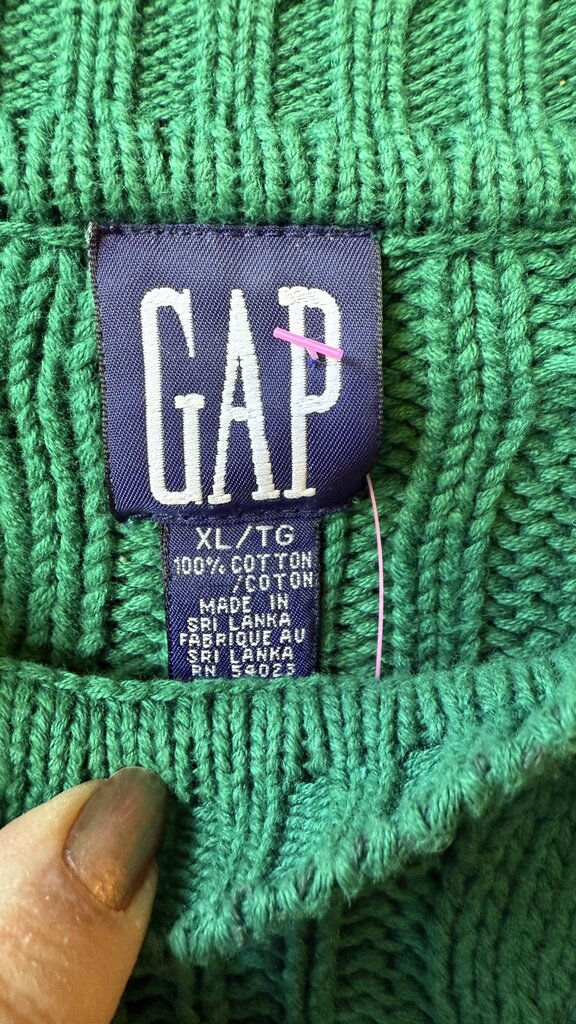 GAP
XL/TG
100% COTTON
/COTON
MADE IN
SRI LANKA
FABRIQUE AU
SRI LANKA
RN 54023